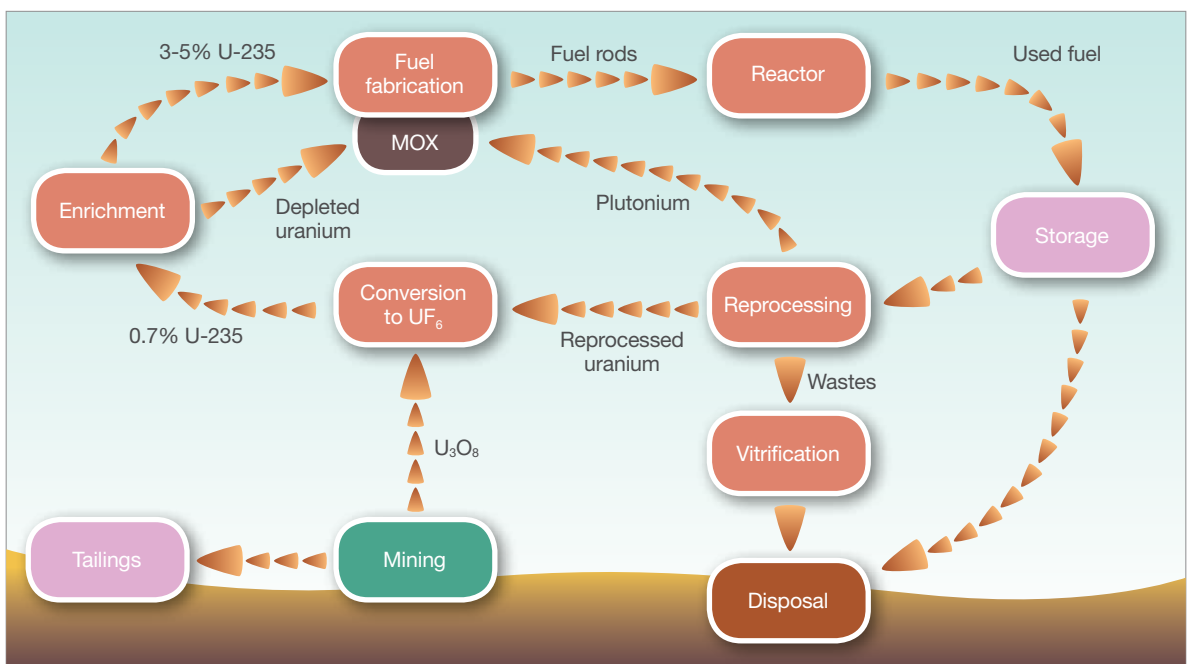 3-5% U-235
Fuel
fabrication
Fuel rods
Reactor
Used fuel
MOX
Enrichment
Depleted
uranium
Plutonium
Storage
Conversion
to UF₆
Reprocessing
0.7% U-235
Reprocessed
uranium
Wastes
U₃O₈
Vitrification
Tailings
Mining
Disposal